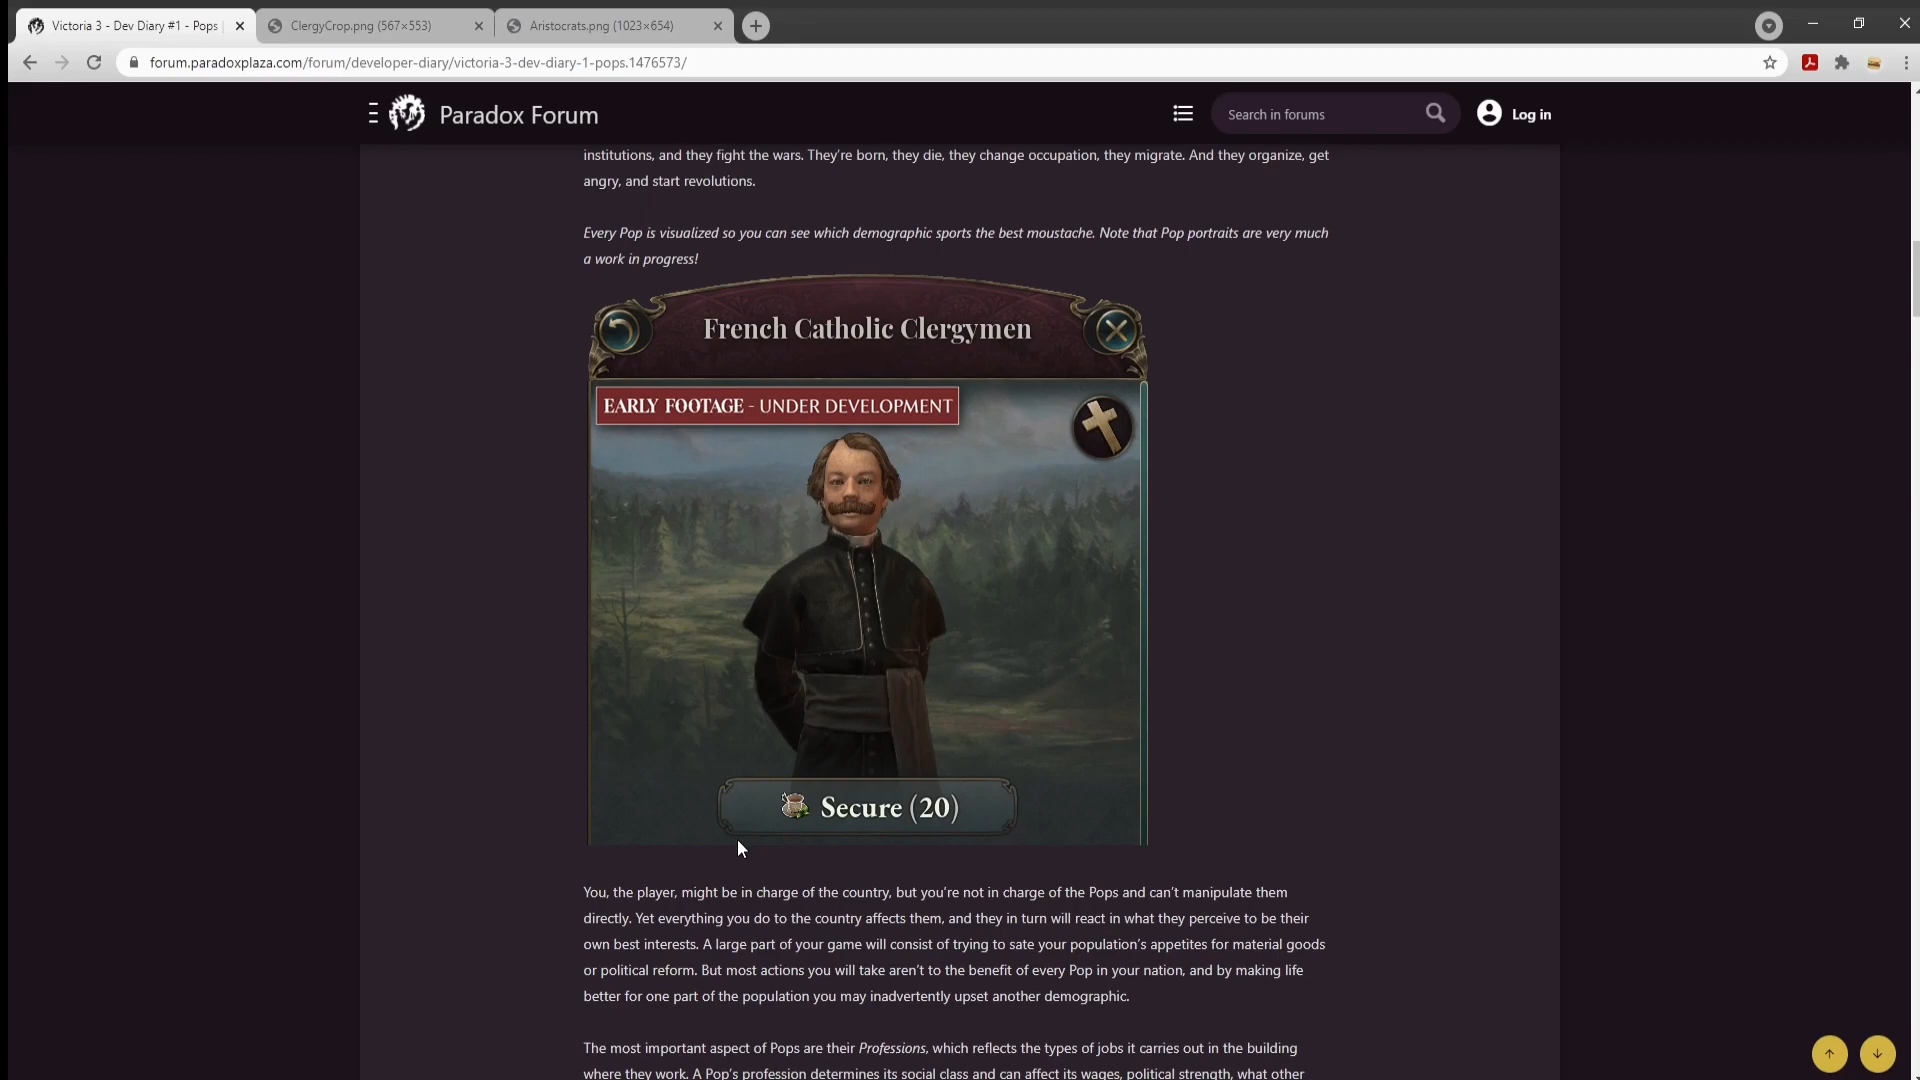 Victoria 3 - Dev Diary #1 - Pops
ClergyCrop.png (567×553)
Aristocrats.png (1023×654)
forum.paradoxplaza.com/forum/developer-diary/victoria-3-dev-diary-1-pops.1476573/
Paradox Forum
Search in forums
Log in
institutions, and they fight the wars. They're born, they die, they change occupation, they migrate. And they organize, get
angry, and start revolutions.
Every Pop is visualized so you can see which demographic sports the best moustache. Note that Pop portraits are very much
a work in progress!
French Catholic Clergymen
EARLY FOOTAGE - UNDER DEVELOPMENT
Secure (20)
You, the player, might be in charge of the country, but you're not in charge of the Pops and can't manipulate them
directly. Yet everything you do to the country affects them, and they in turn will react in what they perceive to be their
own best interests. A large part of your game will consist of trying to sate your population's appetites for material goods
or political reform. But most actions you will take aren't to the benefit of every Pop in your nation, and by making life
better for one part of the population you may inadvertently upset another demographic.
The most important aspect of Pops are their Professions, which reflects the types of jobs it carries out in the building
where they work. A Pop's profession determines its social class and can affect its wages, political strength, what other